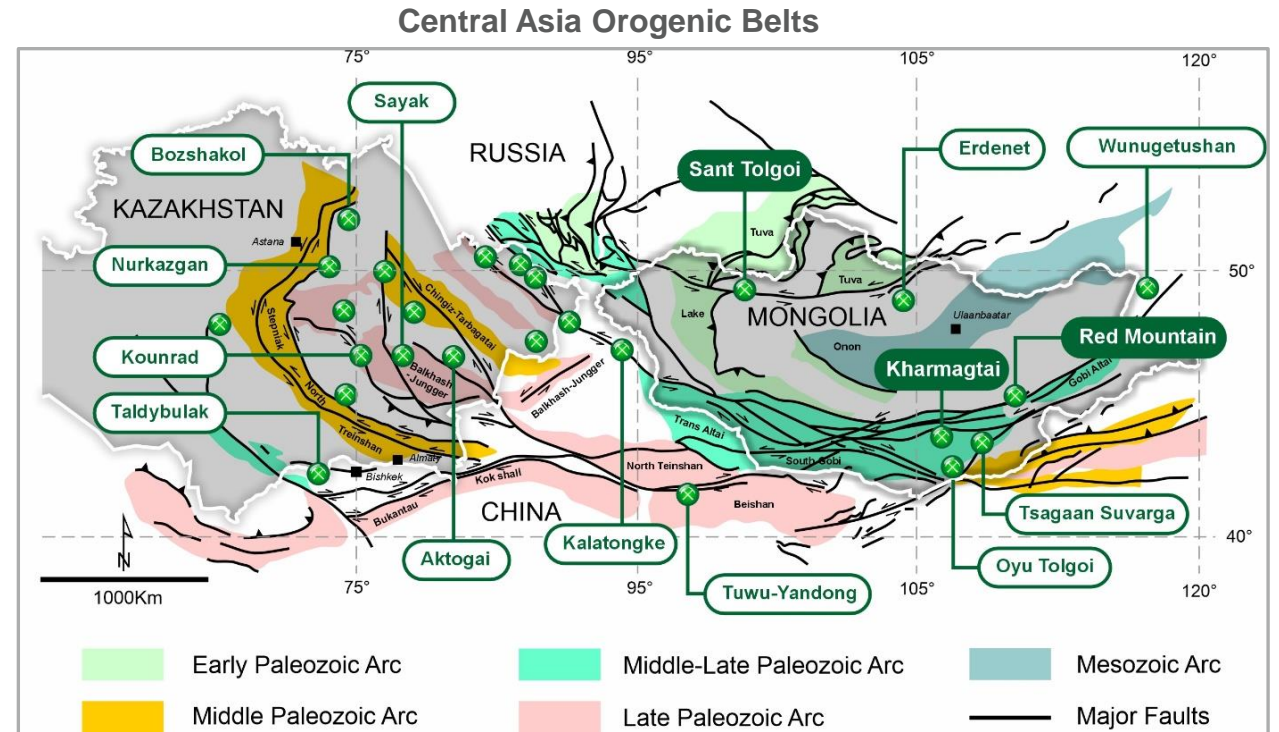 Central Asia Orogenic Belts
75°
95°
105°
120°
Sayak
Bozshakol
RUSSIA
Sant Tolgoi
Erdenet
Wunugetushan
KAZAKHSTAN
Astana
Tuva
Nurkazgan
50°
Tuva
Chingiz-Tarbagatai
Lake
MONGOLIA
Ulaanbaatar
Stepniak
Onon
Red Mountain
Kounrad
Balkhash
-Jungger
Balkhash-Jungger
Kharmagtai
Gobi Altai
Taldybulak
North
Treinshan
Trans Altai
Almaty
Bishkek
Kok shall
North Teinshan
South Gobi
Bukantau
CHINA
Beishan
Tsagaan Suvarga
N
40°
Aktogai
Kalatongke
Oyu Tolgoi
75°
95°
105°
120°
Tuwu-Yandong
1000Km
Early Paleozoic Arc
Middle-Late Paleozoic Arc
Mesozoic Arc
Middle Paleozoic Arc
Late Paleozoic Arc
Major Faults